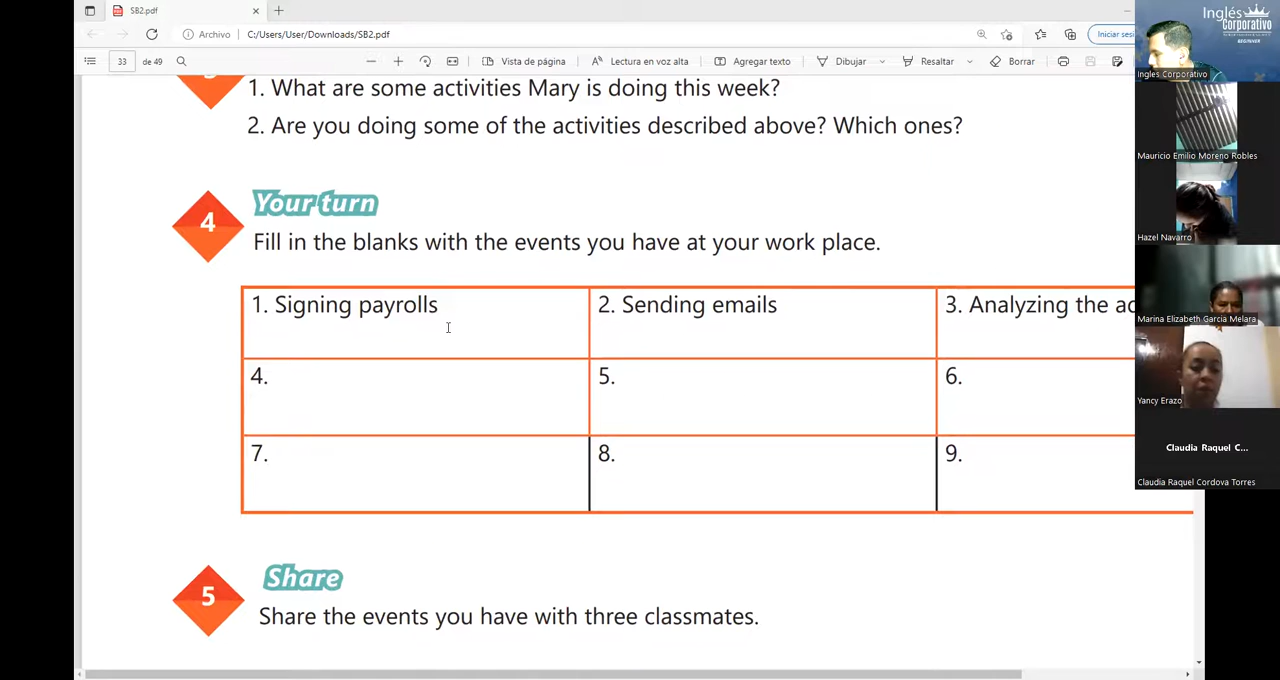 SB2.pdf
Archivo
C:/Users/User/Downloads/SB2.pdf
Iniciar sesi
33
de 49
Vista de página
Lectura en voz alta
Agregar texto
Dibujar
Resaltar
Borrar
1. What are some activities Mary is doing this week?
2. Are you doing some of the activities described above? Which ones?
4
Your turn
Fill in the blanks with the events you have at your work place.
1. Signing payrolls
2. Sending emails
3. Analyzing the ac
4.
5.
6.
7.
8.
9.
5
Share
Share the events you have with three classmates.
Inglés
Corporativo
BEGINNER
Ingles Corporativo
Mauricio Emilio Moreno Robles
Hazel Navarro
Marina Elizabeth Garcia Melara
Yancy Erazo
Claudia Raquel C...
Claudia Raquel Cordova Torres